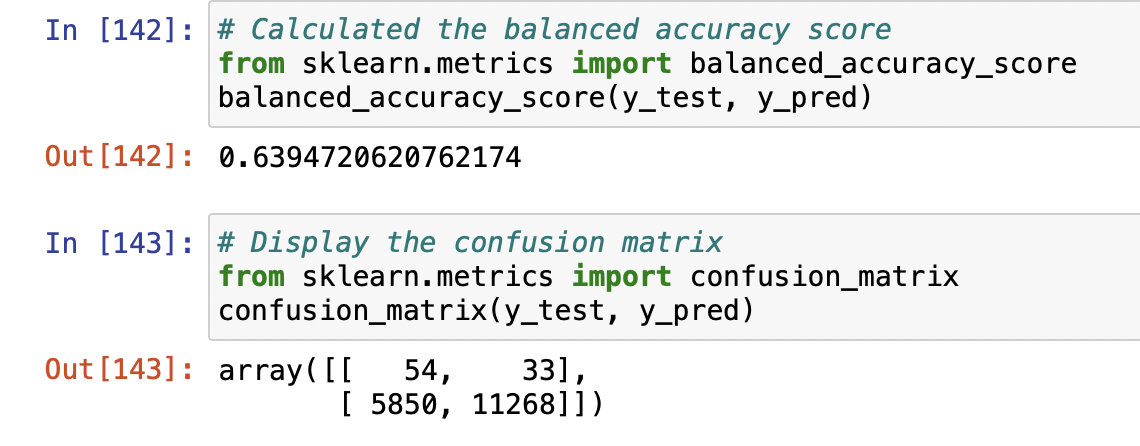 In [142]: # Calculated the balanced accuracy score
from sklearn.metrics import balanced_accuracy_score
balanced_accuracy_score(y_test, y_pred)
Out[142]: 0.6394720620762174
In [143]: # Display the confusion matrix
from sklearn.metrics import confusion_matrix
confusion_matrix(y_test, y_pred)
Out[143]: array([[   54,    33],
       [ 5850, 11268]])